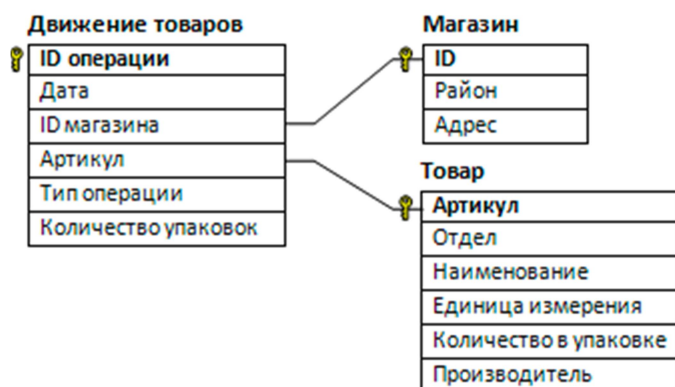 Движение товаров
ID операции
Дата
ID магазина
Артикул
Тип операции
Количество упаковок
Магазин
ID
Район
Адрес
Товар
Артикул
Отдел
Наименование
Единица измерения
Количество в упаковке
Производитель